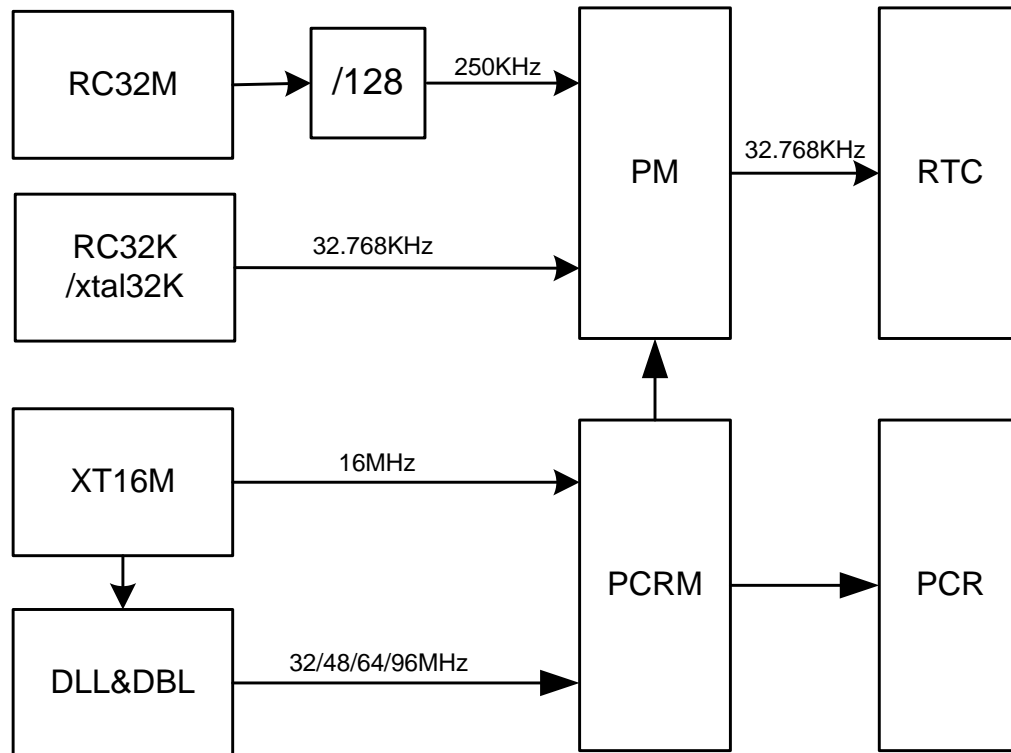 RC32M
/128
250KHz
PM
32.768KHz
RTC
RC32K
/xtal32K
32.768KHz
XT16M
16MHz
PCRM
PCR
DLL&DBL
32/48/64/96MHz